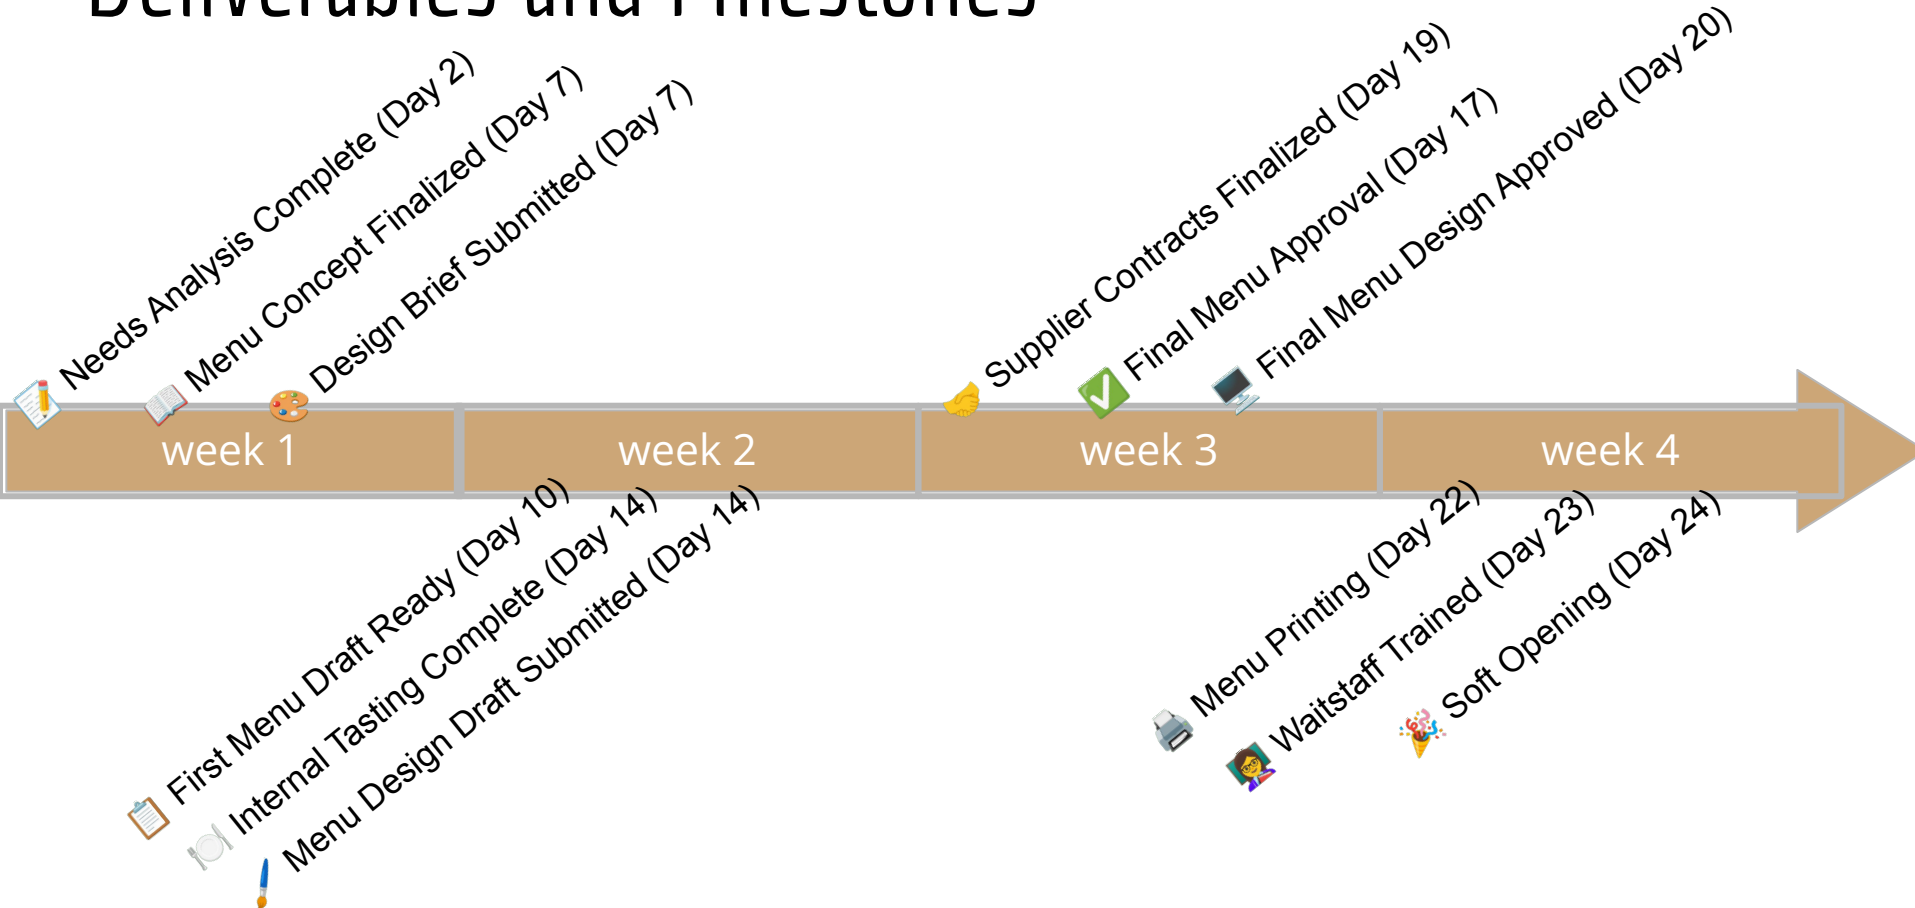 Deliverables and Milestones
Needs Analysis Complete (Day 2)
Menu Concept Finalized (Day 7)
Design Brief Submitted (Day 7)
Supplier Contracts Finalized (Day 19)
Final Menu Approval (Day 17)
Final Menu Design Approved (Day 20)
week 1
week 2
week 3
week 4
First Menu Draft Ready (Day 10)
Internal Tasting Complete (Day 14)
Menu Design Draft Submitted (Day 14)
Menu Printing (Day 22)
Waitstaff Trained (Day 23)
Soft Opening (Day 24)